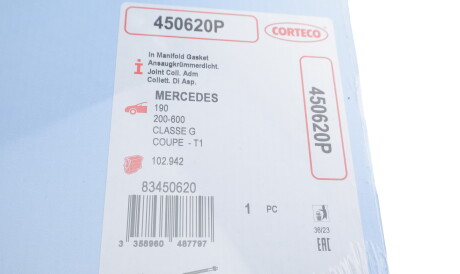 450620P
CORTECO
In Manifold Gasket
Ansaugkrümmerdicht.
Joint Coll. Adm
Collett. Di Asp.
450620P
MERCEDES
190
200-600
CLASSE G
COUPE - T1
102.942
83450620
1 PC
36/23
EAC
3 358960 487797